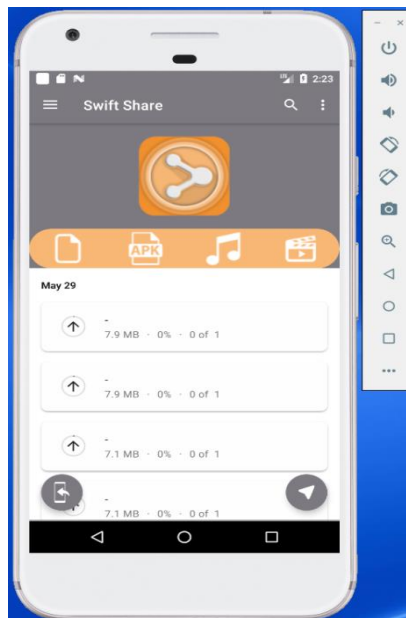 2:23
Swift Share
APK
May 29
-
7.9 MB · 0% · 0 of 1
-
7.9 MB · 0% · 0 of 1
-
7.1 MB · 0% · 0 of 1
-
7.1 MB · 0% · 0 of 1